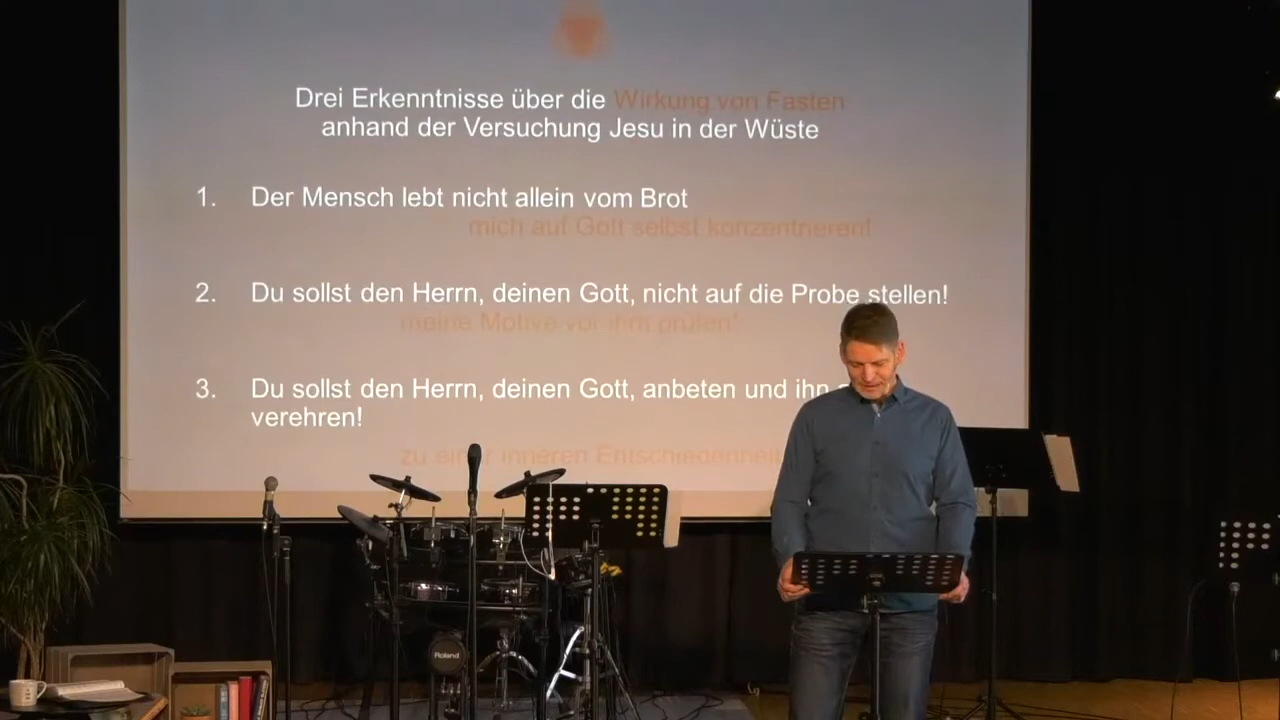 Drei Erkenntnisse über die Wirkung von Fasten
anhand der Versuchung Jesu in der Wüste
1. Der Mensch lebt nicht allein vom Brot
mich auf Gott selbst konzentrieren!
2. Du sollst den Herrn, deinen Gott, nicht auf die Probe stellen!
meine Motive vor ihm prüfen!
3. Du sollst den Herrn, deinen Gott, anbeten und ihn
verehren!
zu einer inneren Entschiedenheit
Roland